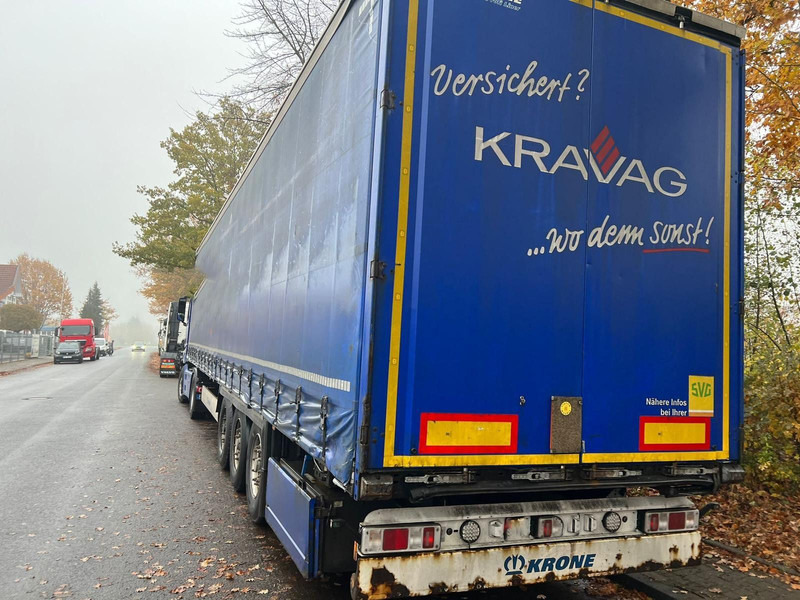 Versichert?
KRAVAG
...wo denn sonst!
SVG
Nähere Infos
bei Ihrer
KRONE